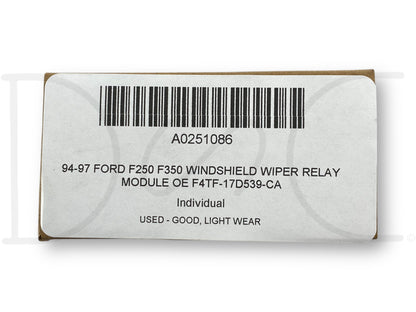 A0251086
94-97 FORD F250 F350 WINDSHIELD WIPER RELAY
MODULE OE F4TF-17D539-CA
Individual
USED - GOOD, LIGHT WEAR